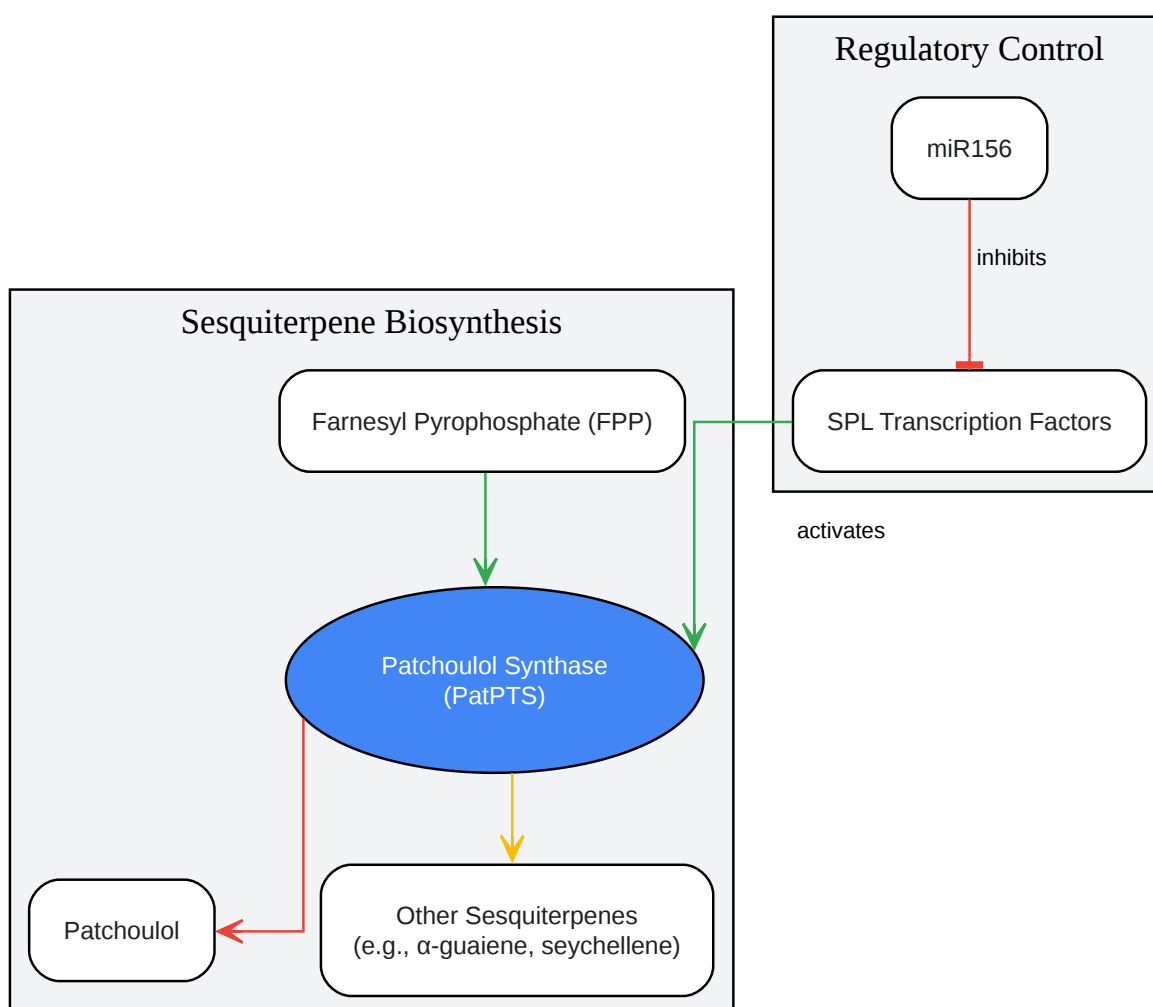 Regulatory Control
miR156
inhibits
Sesquiterpene Biosynthesis
Farnesyl Pyrophosphate (FPP)
SPL Transcription Factors
activates
Patchoulol Synthase
(PatPTS)
Patchoulol
Other Sesquiterpenes
(e.g., α-guaiene, seychellene)